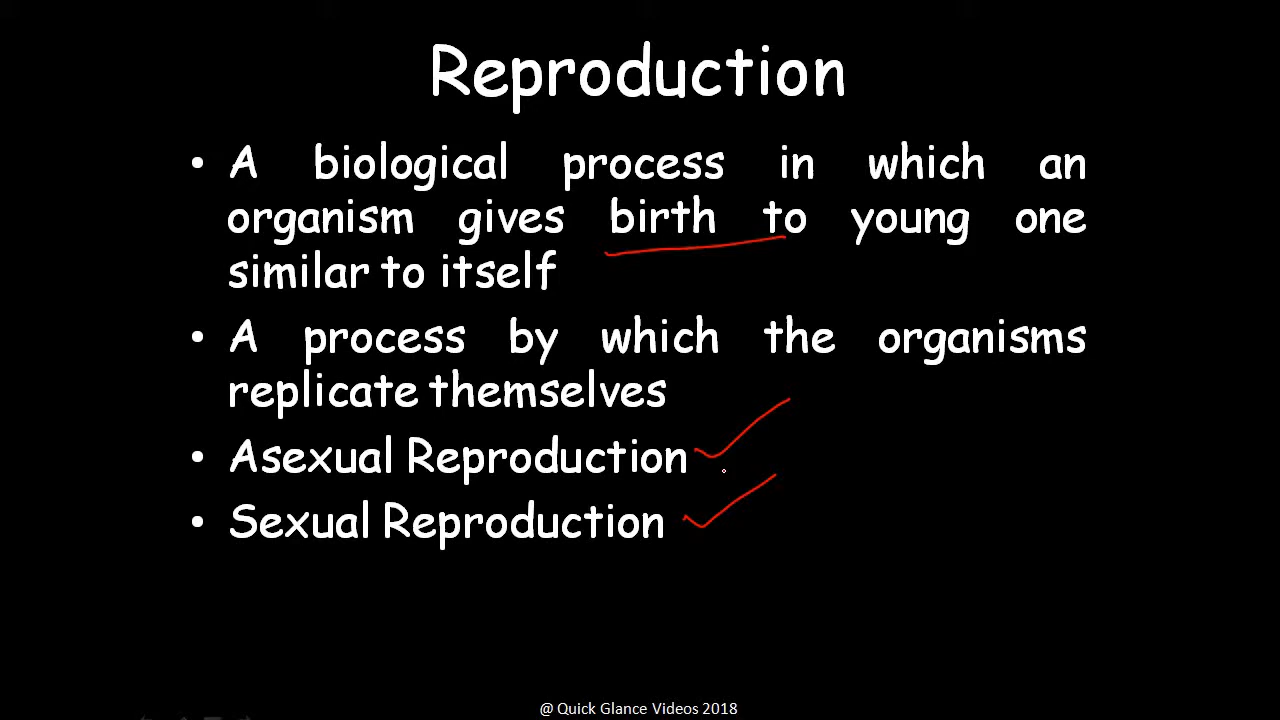 Reproduction
• A biological process in which an
organism gives birth to young one
similar to itself
• A process by which the organisms
replicate themselves
• Asexual Reproduction
• Sexual Reproduction
@ Quick Glance Videos 2018